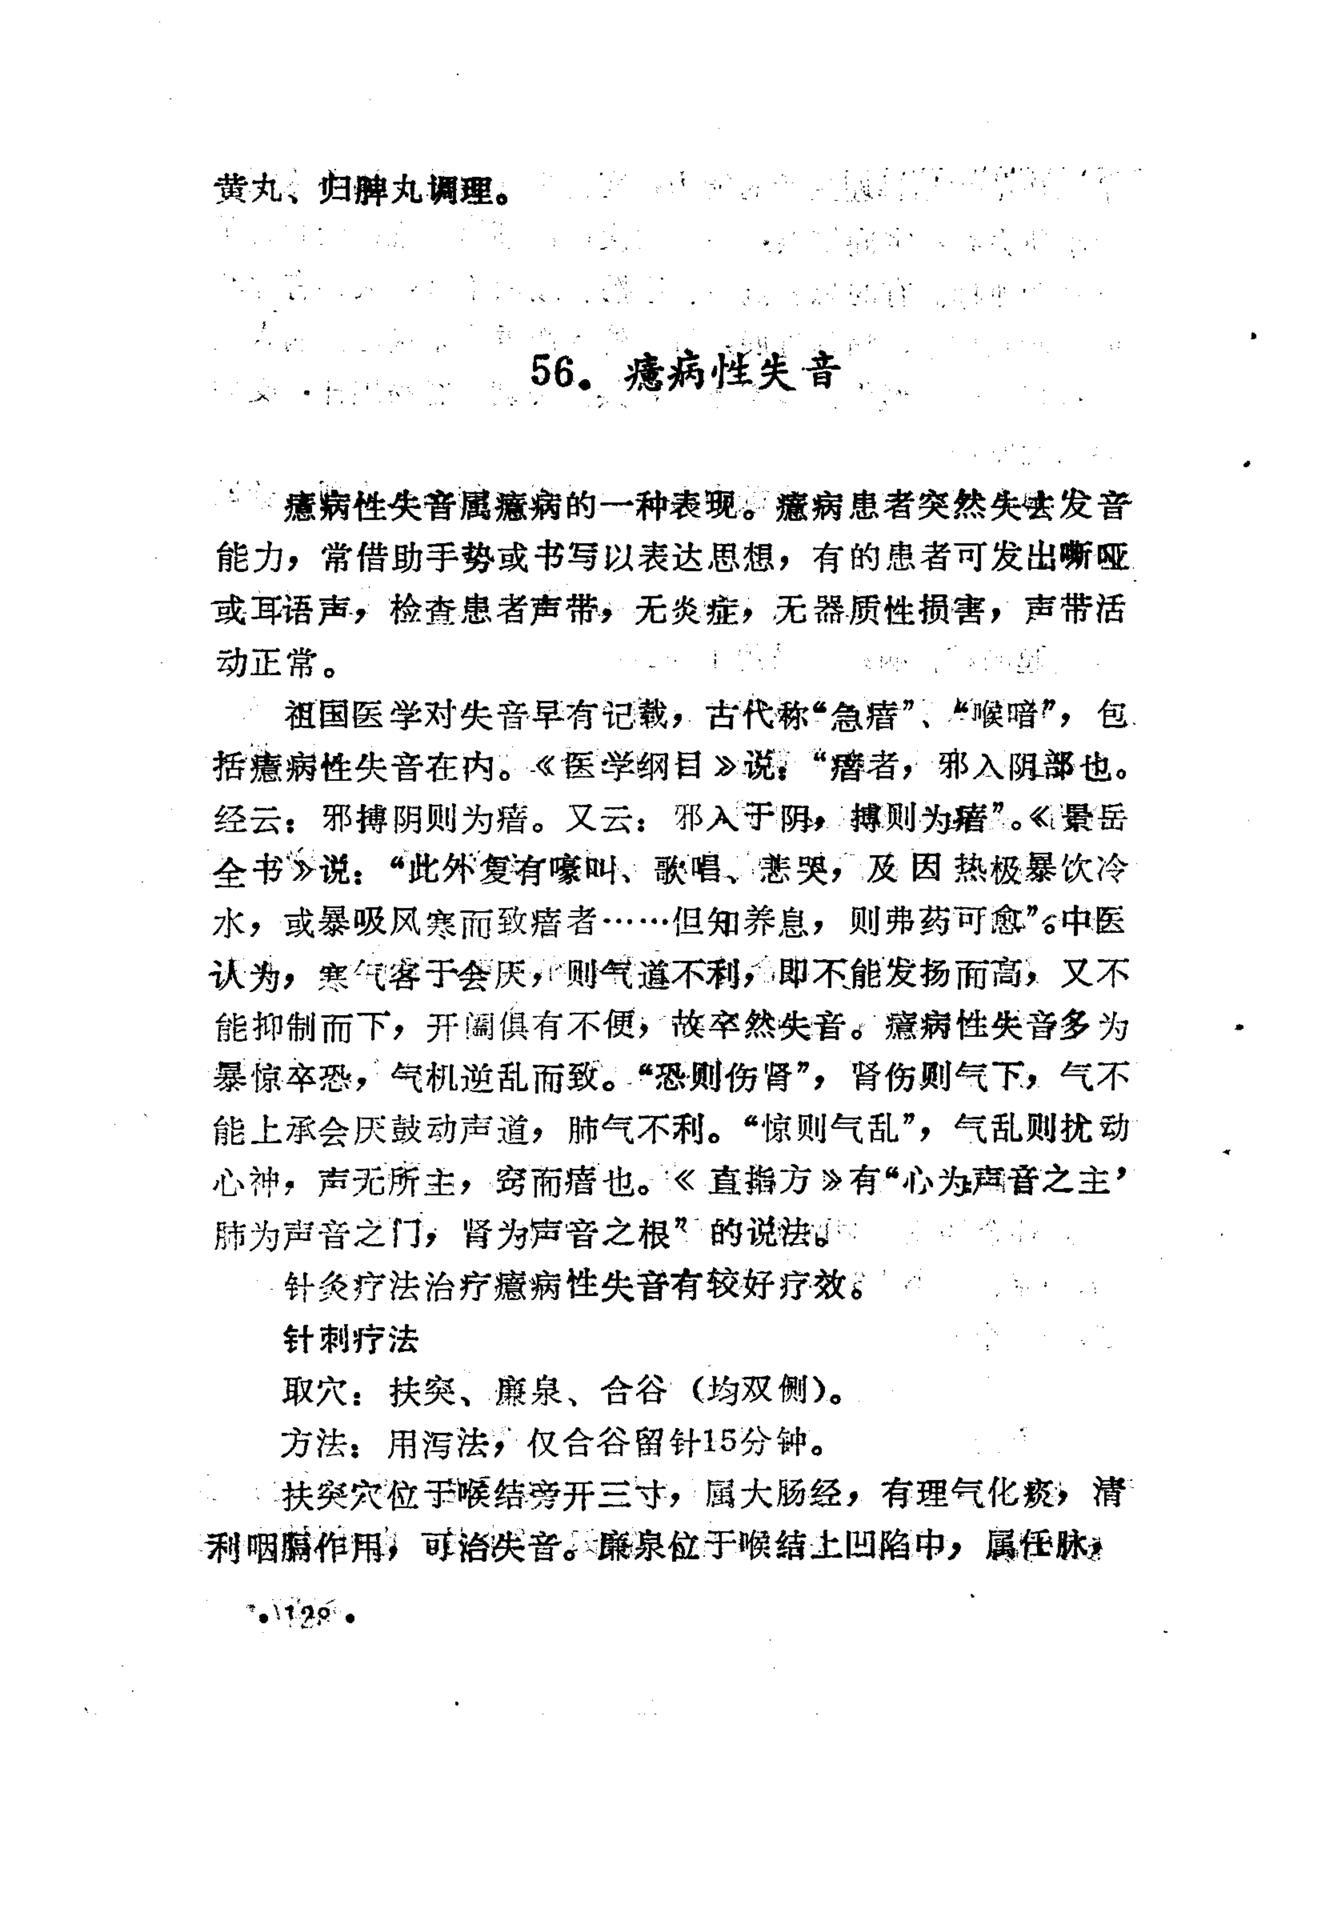 黄丸、归脾丸调理。
56．癔病性失音
癔病性失音属癔病的一种表现。癔病患者突然失去发音
能力，常借助手势或书写以表达思想，有的患者可发出嘶哑
或耳语声，检查患者声带，无炎症，无器质性损害，声带活
动正常。
祖国医学对失音早有记载，古代称“急瘖”、“喉暗”，包
括癔病性失音在内。《医学纲目》说：“瘖者，邪入阴部也。
经云：邪搏阴则为瘖。又云：邪入于阴，搏则为瘖”。《景岳
全书》说：“此外复有嚎叫、歌唱、悲哭，及因热极暴饮冷
水，或暴吸风寒而致瘖者……但知养息，则弗药可愈”。中医
认为，寒气客于会厌，则气道不利，即不能发扬而高，又不
能抑制而下，开阖俱有不便，故卒然失音。癔病性失音多为
暴惊卒恐，气机逆乱而致。“恐则伤肾”，肾伤则气下，气不
能上承会厌鼓动声道，肺气不利。“惊则气乱”，气乱则扰动
心神，声无所主，窍而瘖也。《直指方》有“心为声音之主’
肺为声音之门，肾为声音之根”的说法。
针灸疗法治疗癔病性失音有较好疗效。
针刺疗法
取穴：扶突、廉泉、合谷（均双侧）。
方法：用泻法，仅合谷留针15分钟。
扶突穴位于喉结旁开三寸，属大肠经，有理气化痰，清
利咽膈作用，可治失音。廉泉位于喉结上凹陷中，属任脉，